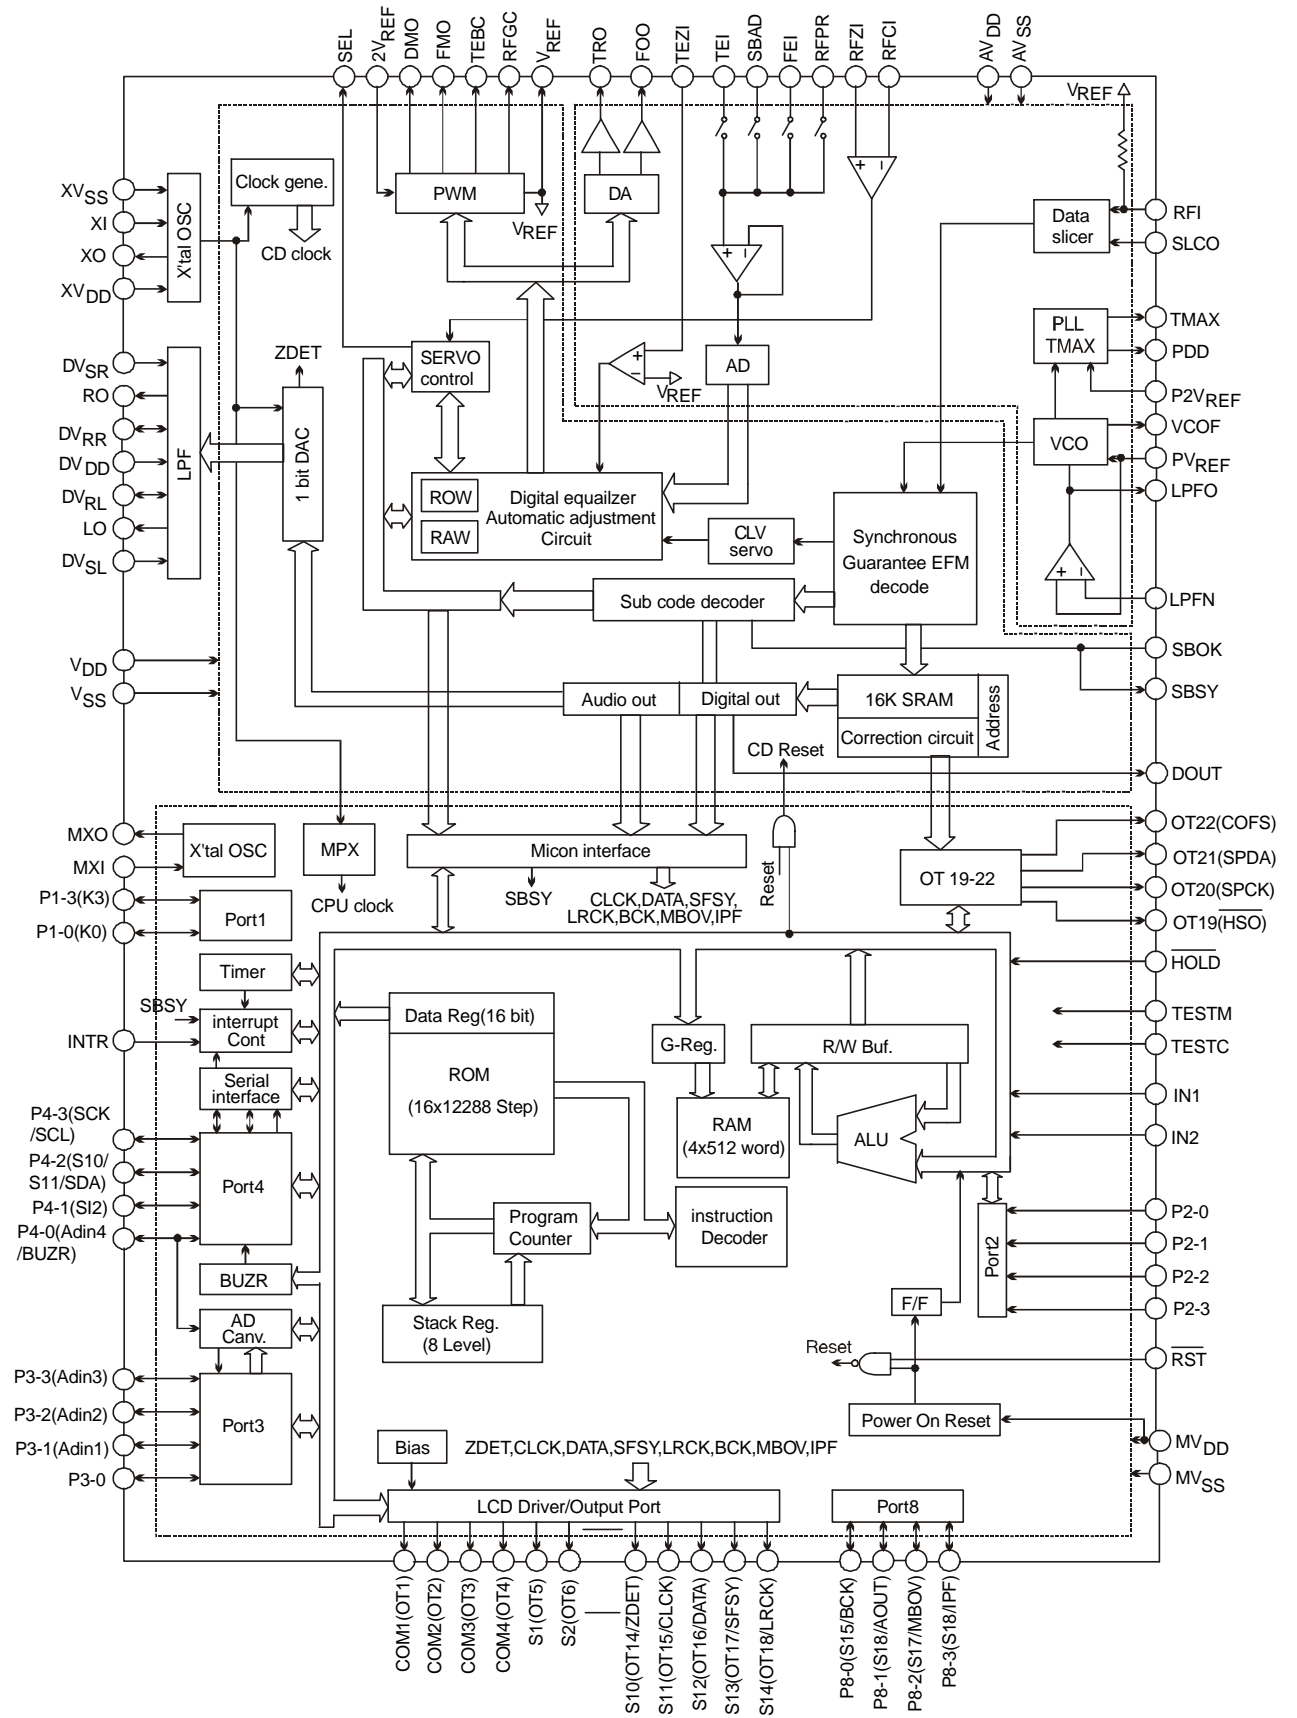 SEL
2VREF
DMO
FMO
TEBC
RFGC
VREF
TRO
FOO
TEZI
TEI
SBAD
FEI
RFPR
RFZI
RFCI
AVDD
AVSS
VREF
XVSS
XI
XO
XVDD
X'tal OSC
Clock gene.
CD clock
PWM
VREF
DA
+ −
+ −
Data
slicer
RFI
SLCO
PLL
TMAX
TMAX
PDD
P2VREF
VCOF
PVREF
LPFO
LPFN
VCO
+ −
DVSR
RO
DVRR
DVDD
DVRL
LO
DVSL
LPF
ZDET
1 bit DAC
SERVO
control
+
−
VREF
AD
ROW
RAW
Digital equailzer
Automatic adjustment
Circuit
CLV
servo
Synchronous
Guarantee EFM
decode
Sub code decoder
VDD
VSS
SBOK
SBSY
Audio out
Digital out
16K SRAM
Correction circuit
Address
CD Reset
DOUT
MXO
MXI
X'tal OSC
MPX
CPU clock
Micon interface
SBSY
CLCK,DATA,SFSY,
LRCK,BCK,MBOV,IPF
Reset
OT 19-22
OT22(COFS)
OT21(SPDA)
OT20(SPCK)
OT19(HSO)
HOLD
TESTM
TESTC
IN1
IN2
P1-3(K3)
P1-0(K0)
Port1
Timer
SBSY
INTR
interrupt
Cont
Serial
interface
P4-3(SCK
/SCL)
P4-2(S10/
S11/SDA)
P4-1(SI2)
P4-0(Adin4
/BUZR)
Port4
BUZR
AD
Canv.
P3-3(Adin3)
P3-2(Adin2)
P3-1(Adin1)
P3-0
Port3
Data Reg(16 bit)
ROM
(16x12288 Step)
G-Reg.
R/W Buf.
RAM
(4x512 word)
ALU
Program
Counter
instruction
Decoder
Stack Reg.
(8 Level)
Port2
P2-0
P2-1
P2-2
P2-3
F/F
Reset
RST
Power On Reset
MVDD
MVSS
Bias
ZDET,CLCK,DATA,SFSY,LRCK,BCK,MBOV,IPF
LCD Driver/Output Port
Port8
COM1(OT1)
COM2(OT2)
COM3(OT3)
COM4(OT4)
S1(OT5)
S2(OT6)
S10(OT14/ZDET)
S11(OT15/CLCK)
S12(OT16/DATA)
S13(OT17/SFSY)
S14(OT18/LRCK)
P8-0(S15/BCK)
P8-1(S18/AOUT)
P8-2(S17/MBOV)
P8-3(S18/IPF)